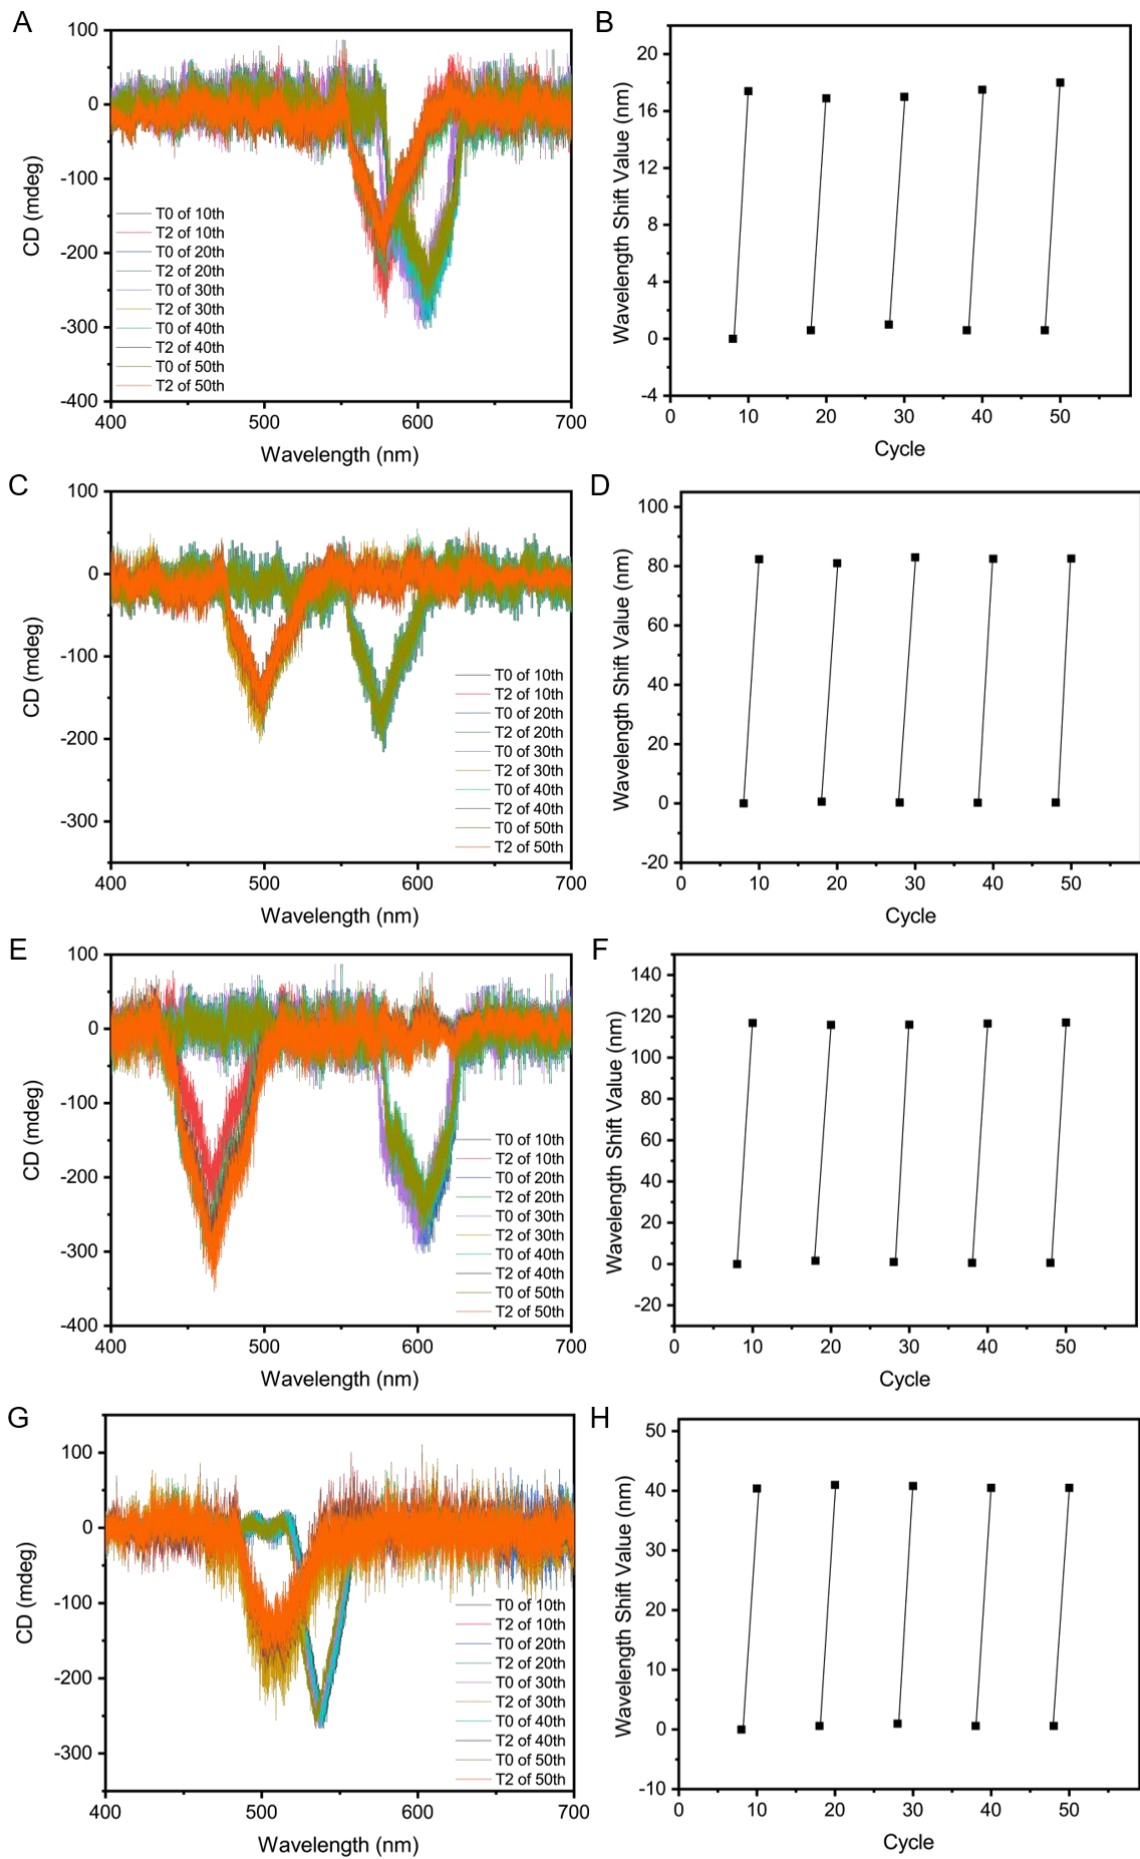 A
100
0
-100
-200
-300
-400
CD (mdeg)
T0 of 10th
T2 of 10th
T0 of 20th
T2 of 20th
T0 of 30th
T2 of 30th
T0 of 40th
T2 of 40th
T0 of 50th
T2 of 50th
400
500
600
700
Wavelength (nm)
B
20
16
12
8
4
0
-4
Wavelength Shift Value (nm)
0
10
20
30
40
50
Cycle
C
100
0
-100
-200
-300
CD (mdeg)
T0 of 10th
T2 of 10th
T0 of 20th
T2 of 20th
T0 of 30th
T2 of 30th
T0 of 40th
T2 of 40th
T0 of 50th
T2 of 50th
400
500
600
700
Wavelength (nm)
D
100
80
60
40
20
0
-20
Wavelength Shift Value (nm)
0
10
20
30
40
50
Cycle
E
100
0
-100
-200
-300
-400
CD (mdeg)
T0 of 10th
T2 of 10th
T0 of 20th
T2 of 20th
T0 of 30th
T2 of 30th
T0 of 40th
T2 of 40th
T0 of 50th
T2 of 50th
400
500
600
700
Wavelength (nm)
F
140
120
100
80
60
40
20
0
-20
Wavelength Shift Value (nm)
0
10
20
30
40
50
Cycle
G
100
0
-100
-200
-300
CD (mdeg)
T0 of 10th
T2 of 10th
T0 of 20th
T2 of 20th
T0 of 30th
T2 of 30th
T0 of 40th
T2 of 40th
T0 of 50th
T2 of 50th
400
500
600
700
Wavelength (nm)
H
50
40
30
20
10
0
-10
Wavelength Shift Value (nm)
0
10
20
30
40
50
Cycle